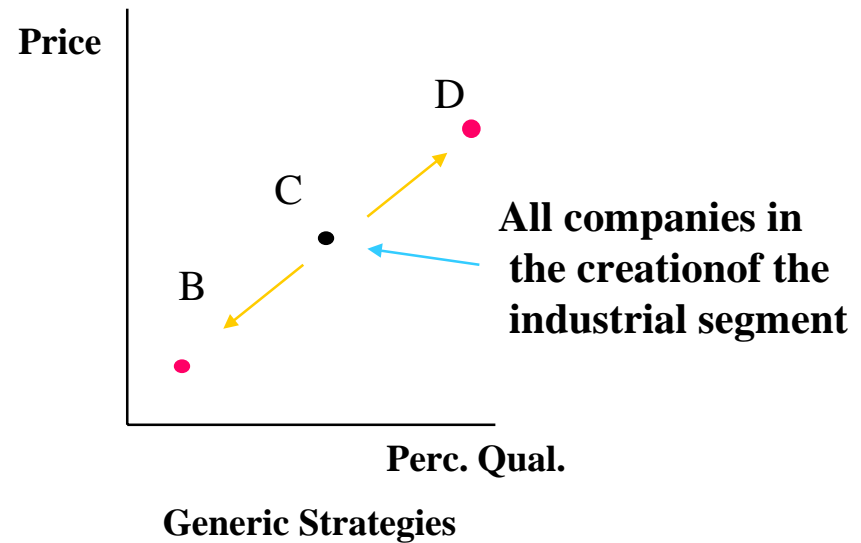 Price
D
C
All companies in
the creationof the
industrial segment
B
Perc. Qual.
Generic Strategies